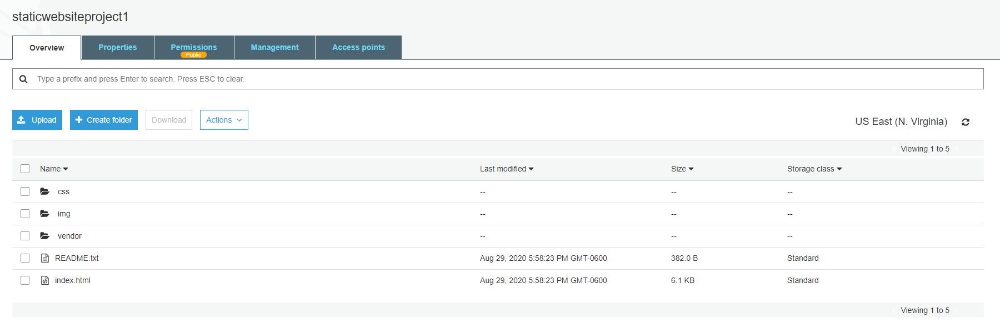 staticwebsiteproject1
Overview Properties Permissions Management Access points
Public
Type a prefix and press Enter to search. Press ESC to clear.
Upload Create folder Download Actions
US East (N. Virginia)
Viewing 1 to 5
Name Last modified Size Storage class
css -- -- --
img -- -- --
vendor -- -- --
README.txt Aug 29, 2020 5:58:23 PM GMT-0600 382.0 B Standard
index.html Aug 29, 2020 5:58:23 PM GMT-0600 6.1 KB Standard
Viewing 1 to 5